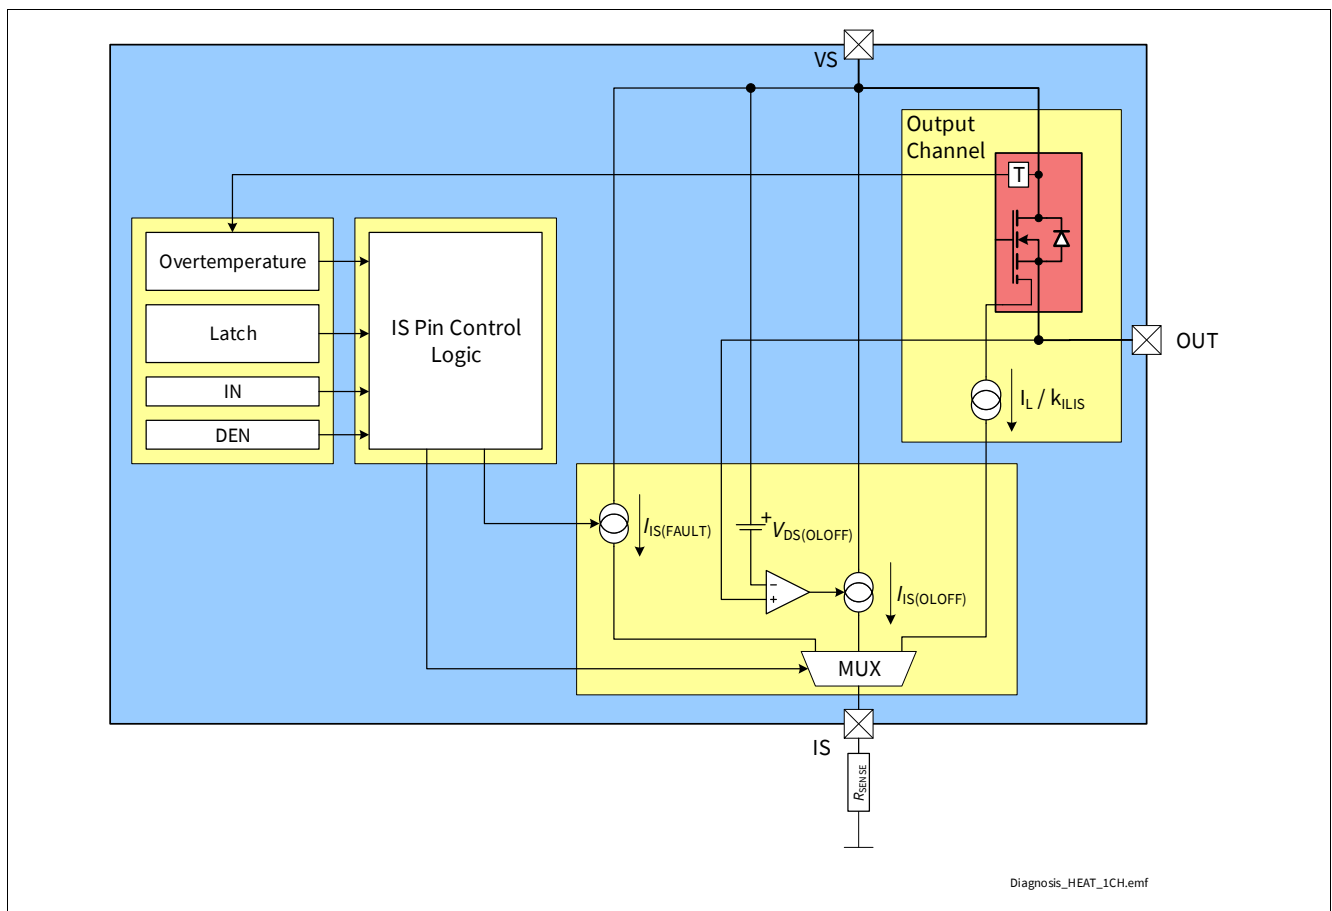 VS
Output
Channel
T
Overtemperature
Latch
IN
DEN
IS Pin Control
Logic
OUT
IL / kILIS
IIS(FAULT)
+
VDS(OLOFF)
−
+
IIS(OLOFF)
MUX
IS
RSENSE
Diagnosis_HEAT_1CH.emf